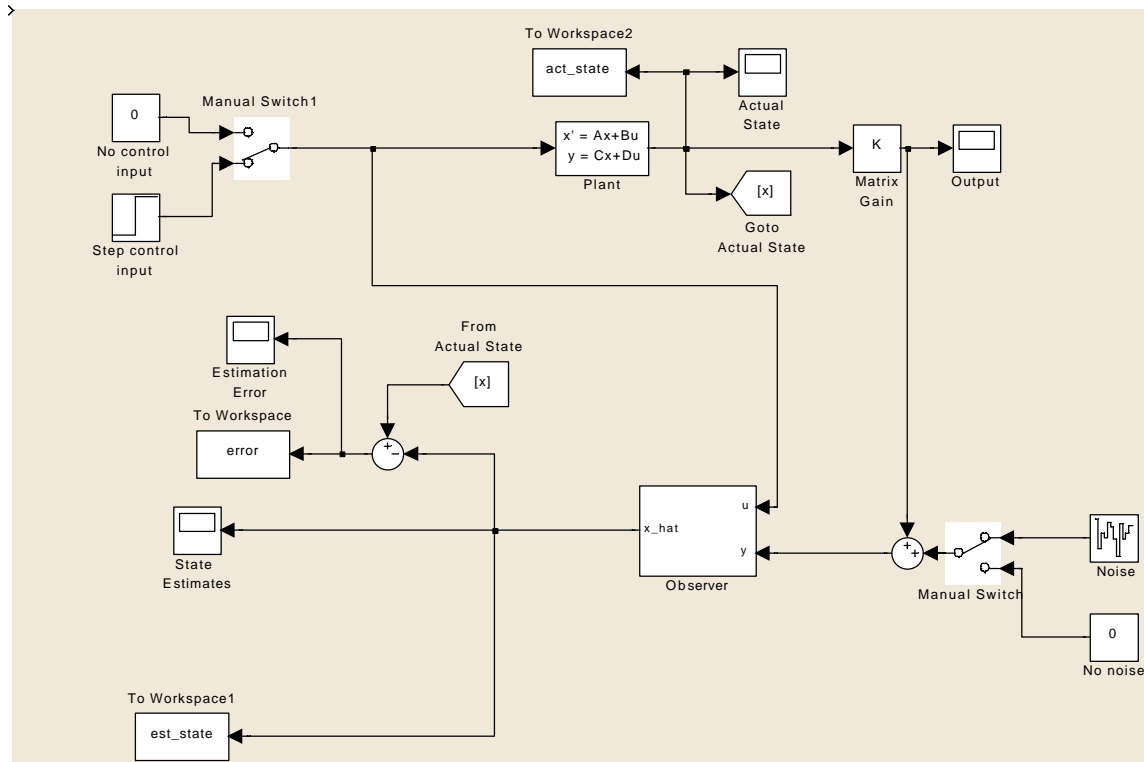 To Workspace2
act_state
Actual
State
Manual Switch1
0
No control
input
x' = Ax+Bu
y = Cx+Du
Plant
K
Matrix
Gain
Output
[x]
Goto
Actual State
Step control
input
From
Actual State
[x]
Estimation
Error
To Workspace
error
+
-
u
x_hat
y
Observer
State
Estimates
+
+
Manual Switch
Noise
0
No noise
To Workspace1
est_state